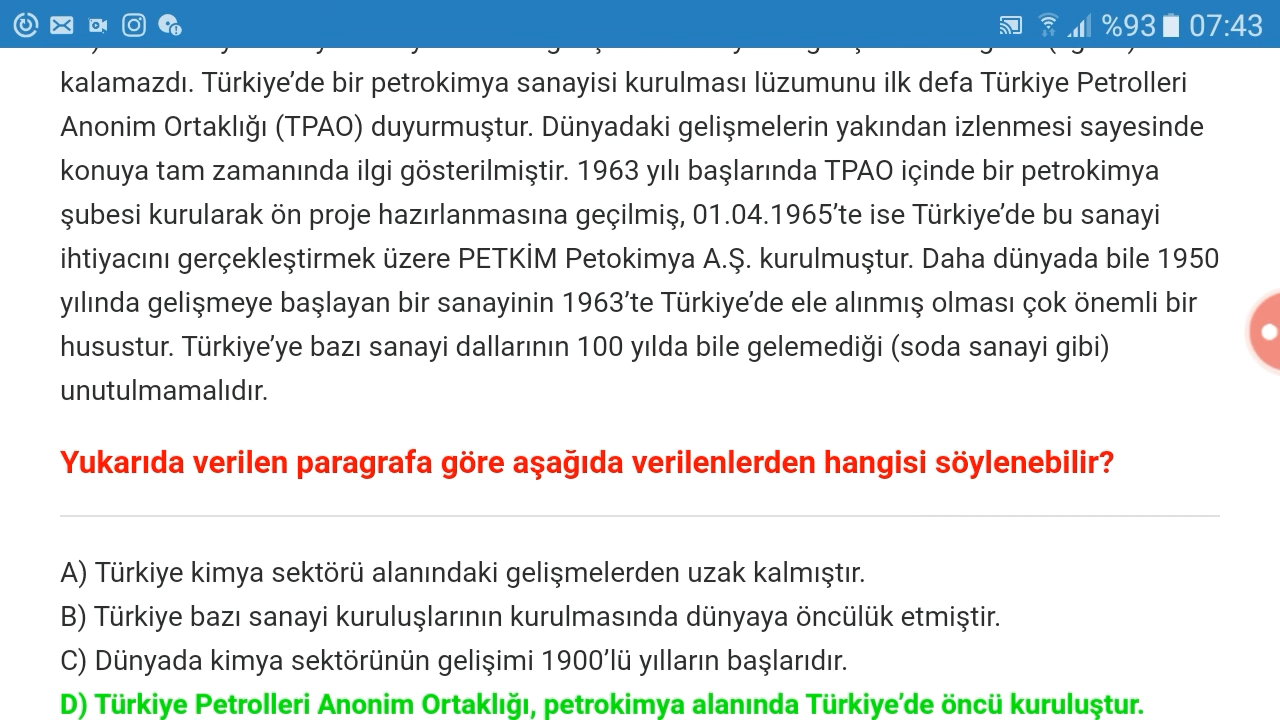 %93 07:43
kalamazdı. Türkiye’de bir petrokimya sanayisi kurulması lüzumunu ilk defa Türkiye Petrolleri
Anonim Ortaklığı (TPAO) duyurmuştur. Dünyadaki gelişmelerin yakından izlenmesi sayesinde
konuya tam zamanında ilgi gösterilmiştir. 1963 yılı başlarında TPAO içinde bir petrokimya
şubesi kurularak ön proje hazırlanmasına geçilmiş, 01.04.1965’te ise Türkiye’de bu sanayi
ihtiyacını gerçekleştirmek üzere PETKİM Petokimya A.Ş. kurulmuştur. Daha dünyada bile 1950
yılında gelişmeye başlayan bir sanayinin 1963’te Türkiye’de ele alınmış olması çok önemli bir
husustur. Türkiye’ye bazı sanayi dallarının 100 yılda bile gelemediği (soda sanayi gibi)
unutulmamalıdır.
Yukarıda verilen paragrafa göre aşağıda verilenlerden hangisi söylenebilir?
A) Türkiye kimya sektörü alanındaki gelişmelerden uzak kalmıştır.
B) Türkiye bazı sanayi kuruluşlarının kurulmasında dünyaya öncülük etmiştir.
C) Dünyada kimya sektörünün gelişimi 1900’lü yılların başlarıdır.
D) Türkiye Petrolleri Anonim Ortaklığı, petrokimya alanında Türkiye’de öncü kuruluştur.